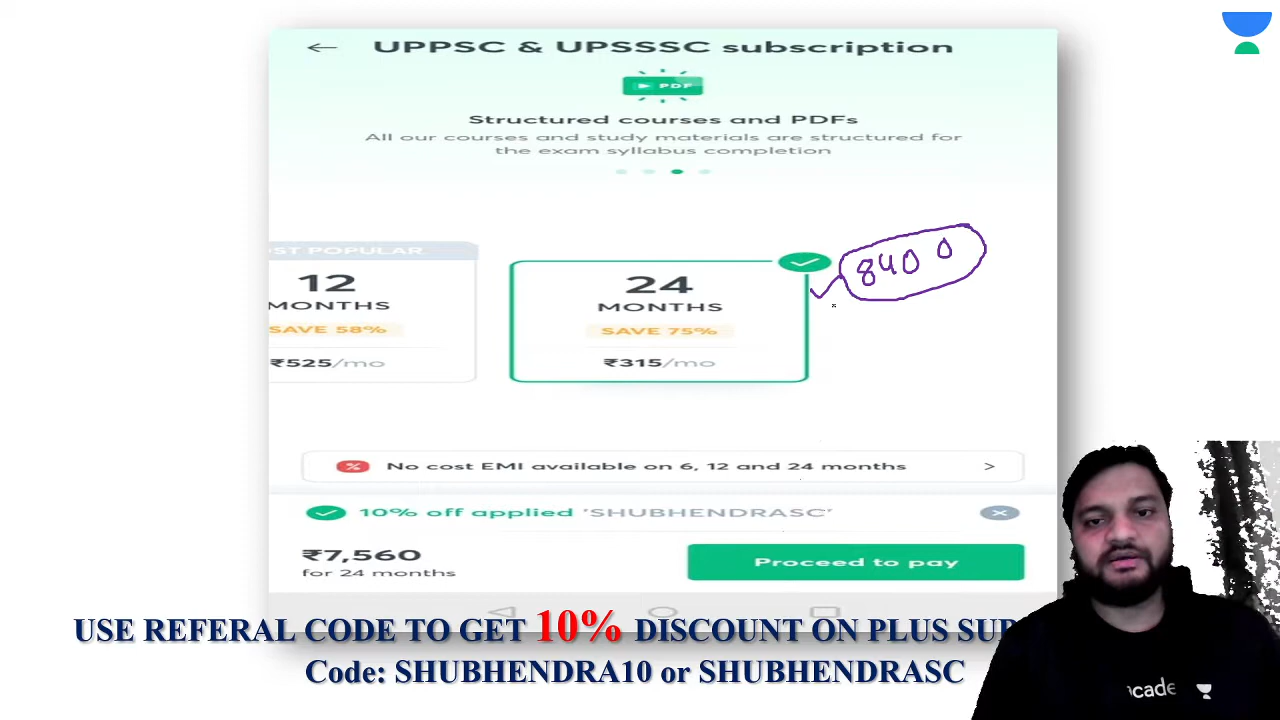 UPPSC & UPSSSC subscription
PDF
Structured courses and PDFs
All our courses and study materials are structured for
the exam syllabus completion
8400
POPULAR
12
MONTHS
SAVE 58%
₹525/mo
24
MONTHS
SAVE 75%
₹315/mo
No cost EMI available on 6, 12 and 24 months
10% off applied 'SHUBHENDRASC'
₹7,560
for 24 months
Proceed to pay
USE REFERAL CODE TO GET 10% DISCOUNT ON PLUS
Code: SHUBHENDRA10 or SHUBHENDRASC